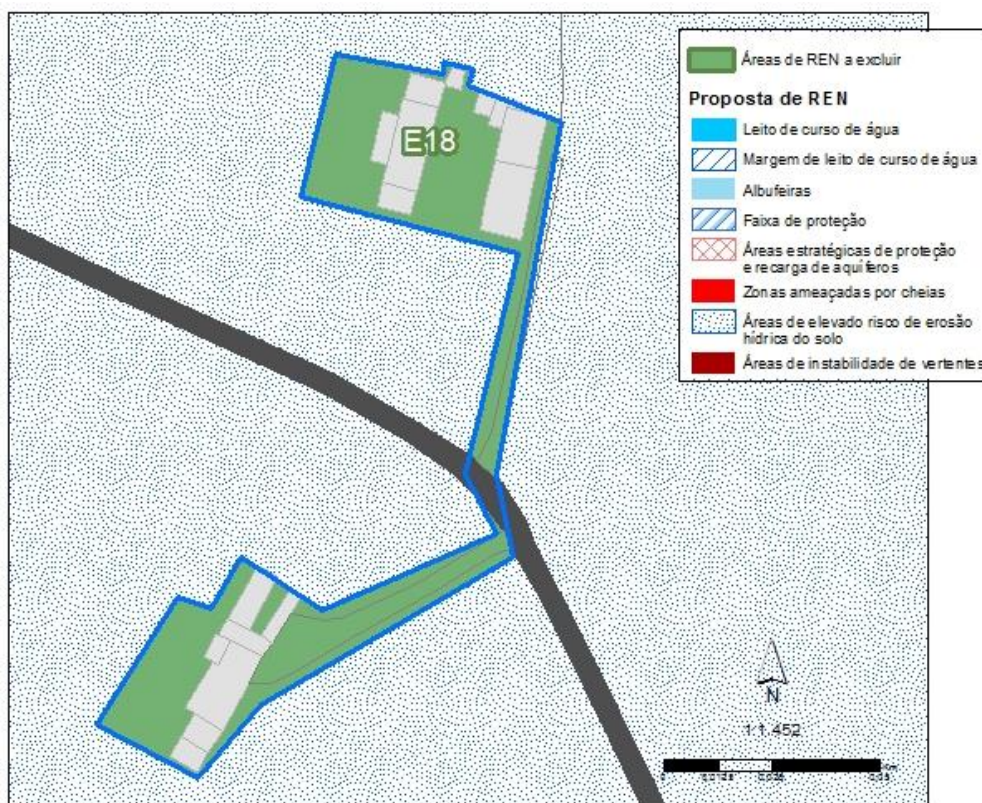 E18
Áreas de REN a excluir
Proposta de REN
Leito de curso de água
Margem de leito de curso de água
Albufeiras
Faixa de proteção
Áreas estratégicas de proteção
e recarga de aquíferos
Zonas ameaçadas por cheias
Áreas de elevado risco de erosão
hídrica do solo
Áreas de instabilidade de vertentes
N
1:1.452